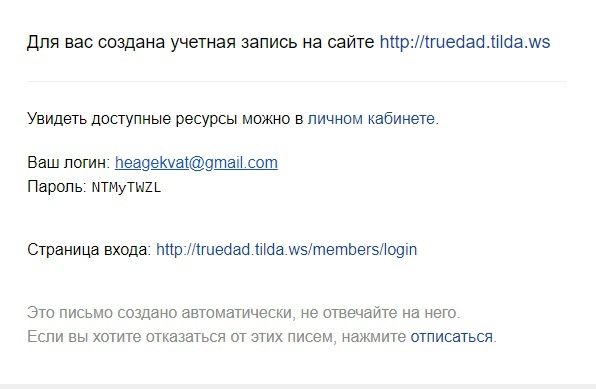 Для вас создана учетная запись на сайте http://truedad.tilda.ws
Увидеть доступные ресурсы можно в личном кабинете.
Ваш логин: heagekvat@gmail.com
Пароль: NTMyTWZL
Страница входа: http://truedad.tilda.ws/members/login
Это письмо создано автоматически, не отвечайте на него.
Если вы хотите отказаться от этих писем, нажмите отписаться.